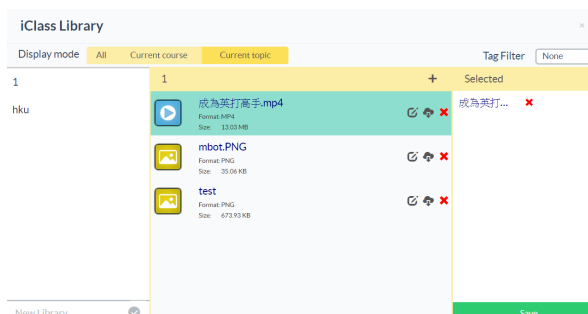 iClass Library
×
Display mode All Current course Current topic Tag Filter None
1
hku
New Library
1 +
成為英打高手.mp4
Format: MP4
Size: 13.03 MB
mbot.PNG
Format: PNG
Size: 35.06 KB
test
Format: PNG
Size: 673.93 KB
Selected
成為英打...
Save